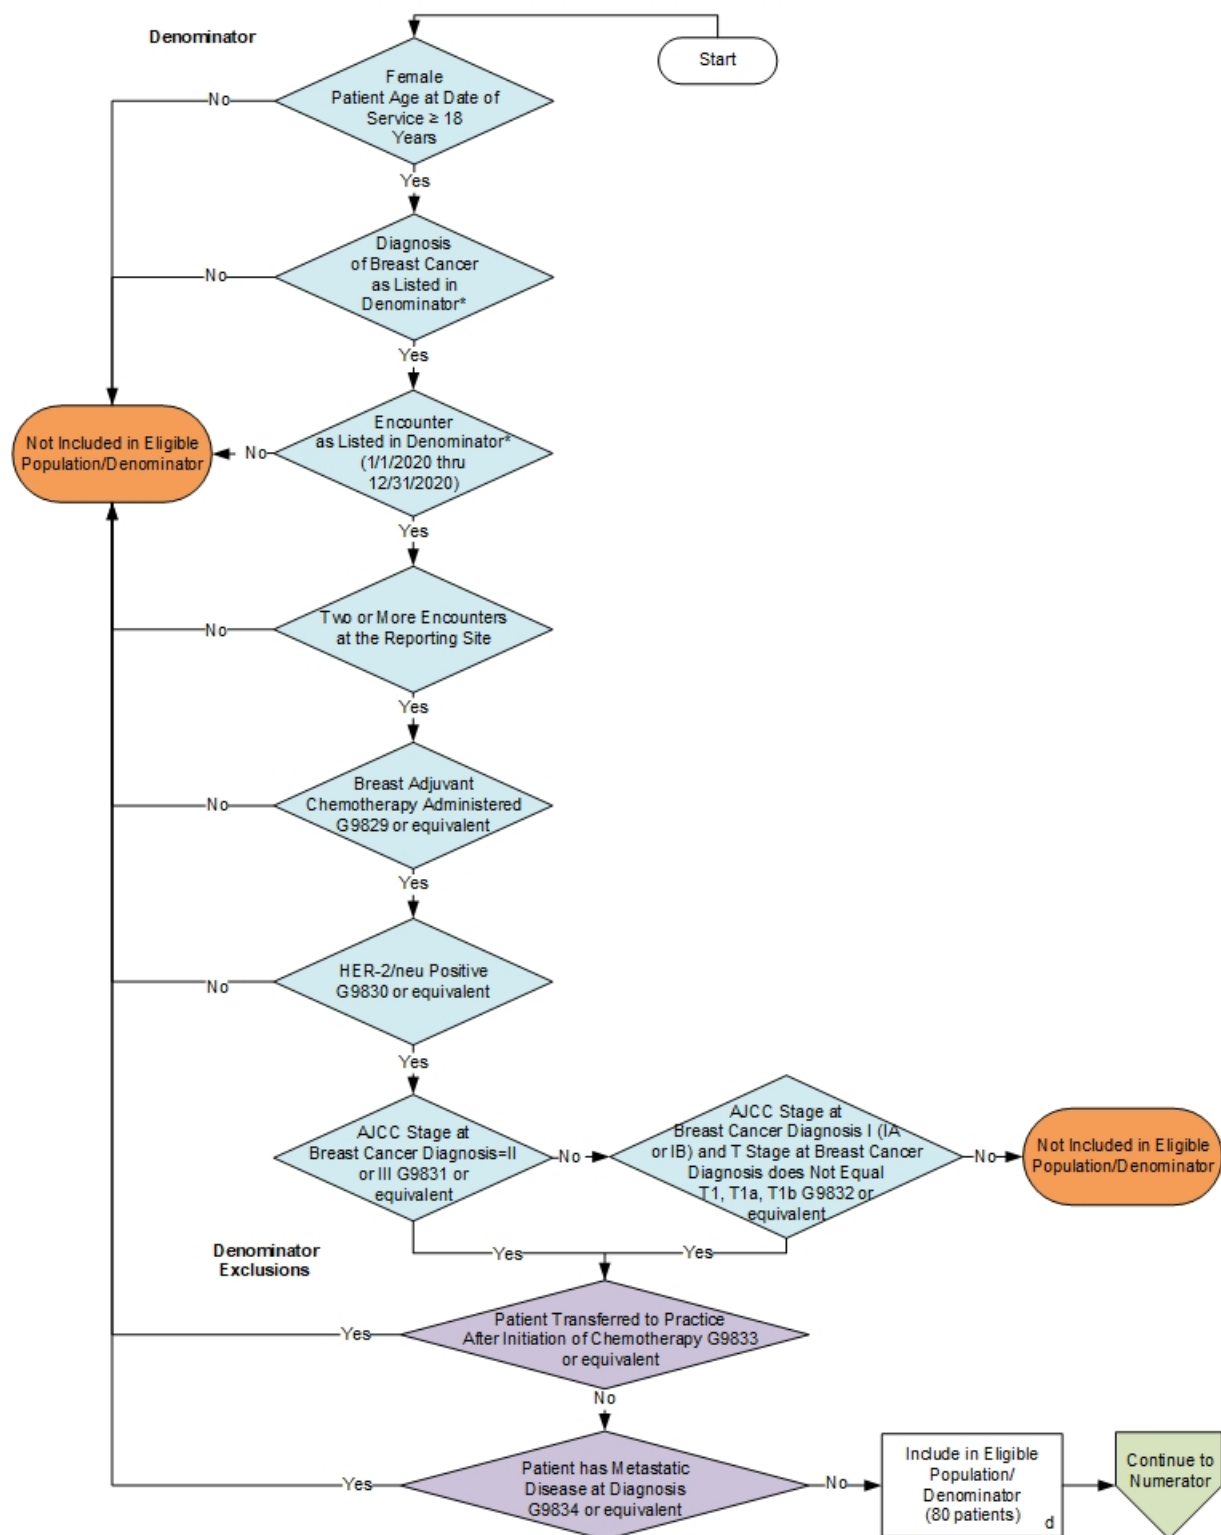 Denominator
Start
Female
Patient Age at Date of
Service ≥ 18
Years
No
Yes
Diagnosis
of Breast Cancer
as Listed in
Denominator*
No
Yes
Not Included in Eligible
Population/Denominator
No
Encounter
as Listed in Denominator*
(1/1/2020 thru
12/31/2020)
Yes
Two or More Encounters
at the Reporting Site
No
Yes
Breast Adjuvant
Chemotherapy Administered
G9829 or equivalent
No
Yes
HER-2/neu Positive
G9830 or equivalent
No
Yes
AJCC Stage at
Breast Cancer Diagnosis=II
or III G9831 or
equivalent
No
AJCC Stage at
Breast Cancer Diagnosis I (IA
or IB) and T Stage at Breast Cancer
Diagnosis does Not Equal
T1, T1a, T1b G9832 or
equivalent
No
Not Included in Eligible
Population/Denominator
Yes
Yes
Denominator
Exclusions
Patient Transferred to Practice
After Initiation of Chemotherapy G9833
or equivalent
Yes
No
Patient has Metastatic
Disease at Diagnosis
G9834 or equivalent
Yes
No
Include in Eligible
Population/
Denominator
(80 patients)
d
Continue to
Numerator